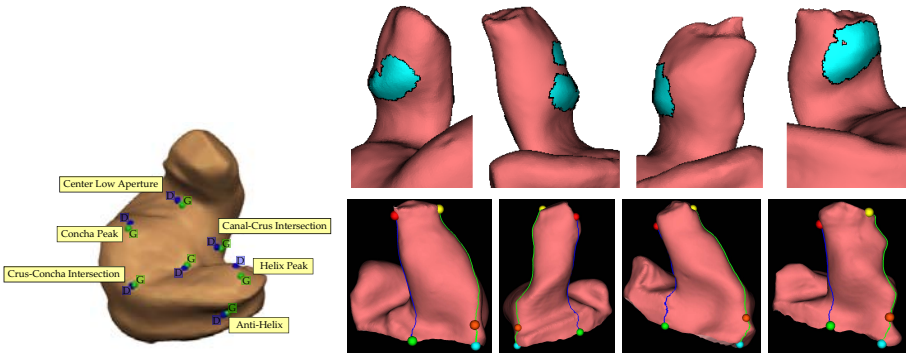 Center Low Aperture
D G
D
G
Concha Peak
Canal-Crus Intersection
D G
D G
D
G
Helix Peak
Crus-Concha Intersection
D G
D G
Anti-Helix